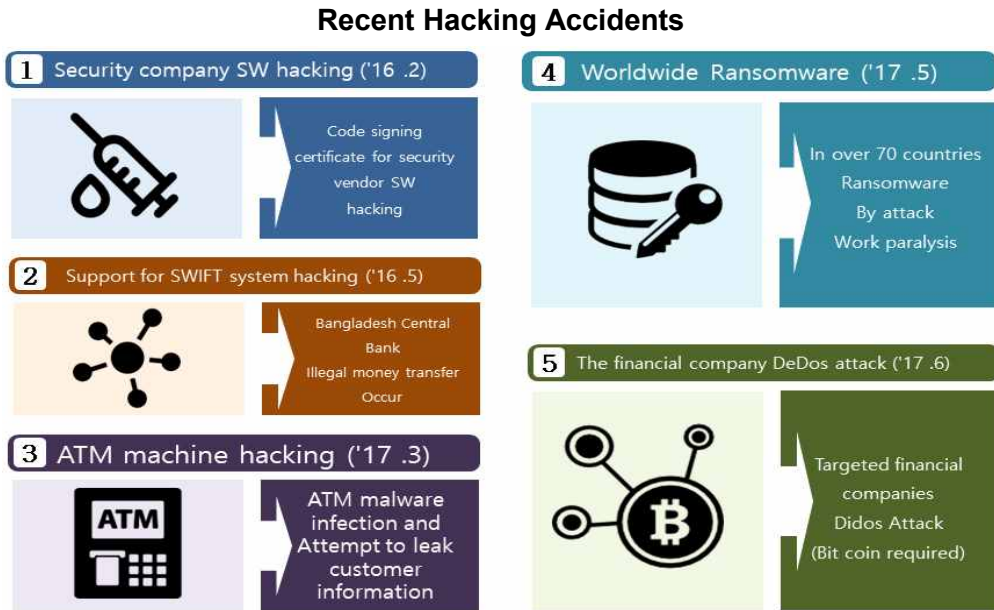 Recent Hacking Accidents
1 Security company SW hacking ('16 .2)
Code signing
certificate for security
vendor SW
hacking
2 Support for SWIFT system hacking ('16 .5)
Bangladesh Central
Bank
Illegal money transfer
Occur
3 ATM machine hacking ('17 .3)
ATM
ATM malware
infection and
Attempt to leak
customer
information
4 Worldwide Ransomware ('17 .5)
In over 70 countries
Ransomware
By attack
Work paralysis
5 The financial company DeDos attack ('17 .6)
Targeted financial
companies
Didos Attack
(Bit coin required)